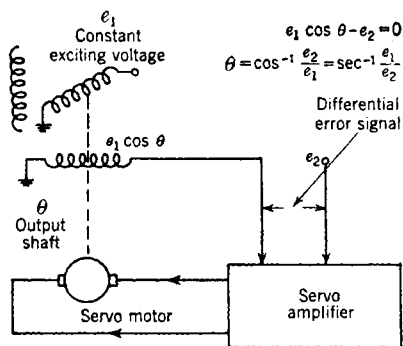 e₁
Constant
exciting voltage
e₁ cos θ - e₂ = 0
θ = cos⁻¹ e₂/e₁ = sec⁻¹ e₁/e₂
Differential
error signal
e₁ cos θ
e₂
θ
Output
shaft
Servo motor
Servo
amplifier